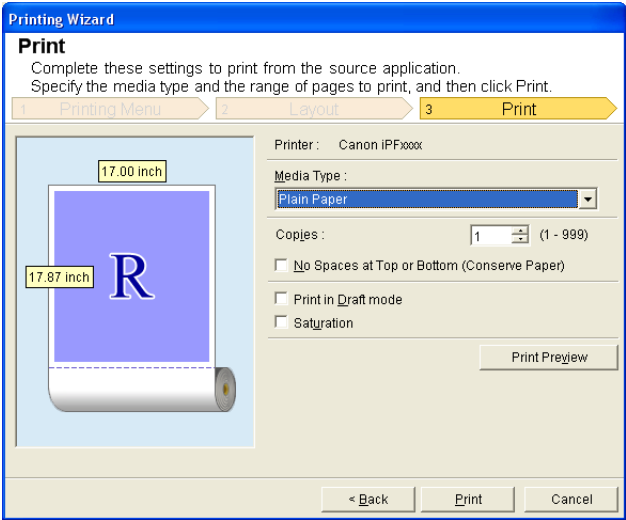 Printing Wizard
Print
Complete these settings to print from the source application.
Specify the media type and the range of pages to print, and then click Print.
1 Printing Menu 2 Layout 3 Print
Printer : Canon iPFxxxx
17.00 inch
Media Type :
Plain Paper
Copies : 1 (1 - 999)
No Spaces at Top or Bottom (Conserve Paper)
17.87 inch
R
Print in Draft mode
Saturation
Print Preview
< Back Print Cancel